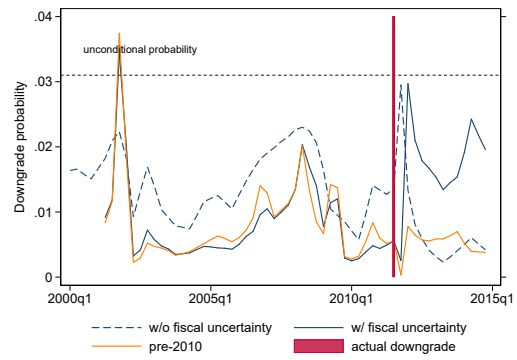 .04
unconditional probability
.03
.02
.01
0
Downgrade probability
2000q1 2005q1 2010q1 2015q1
w/o fiscal uncertainty w/ fiscal uncertainty
pre-2010 actual downgrade